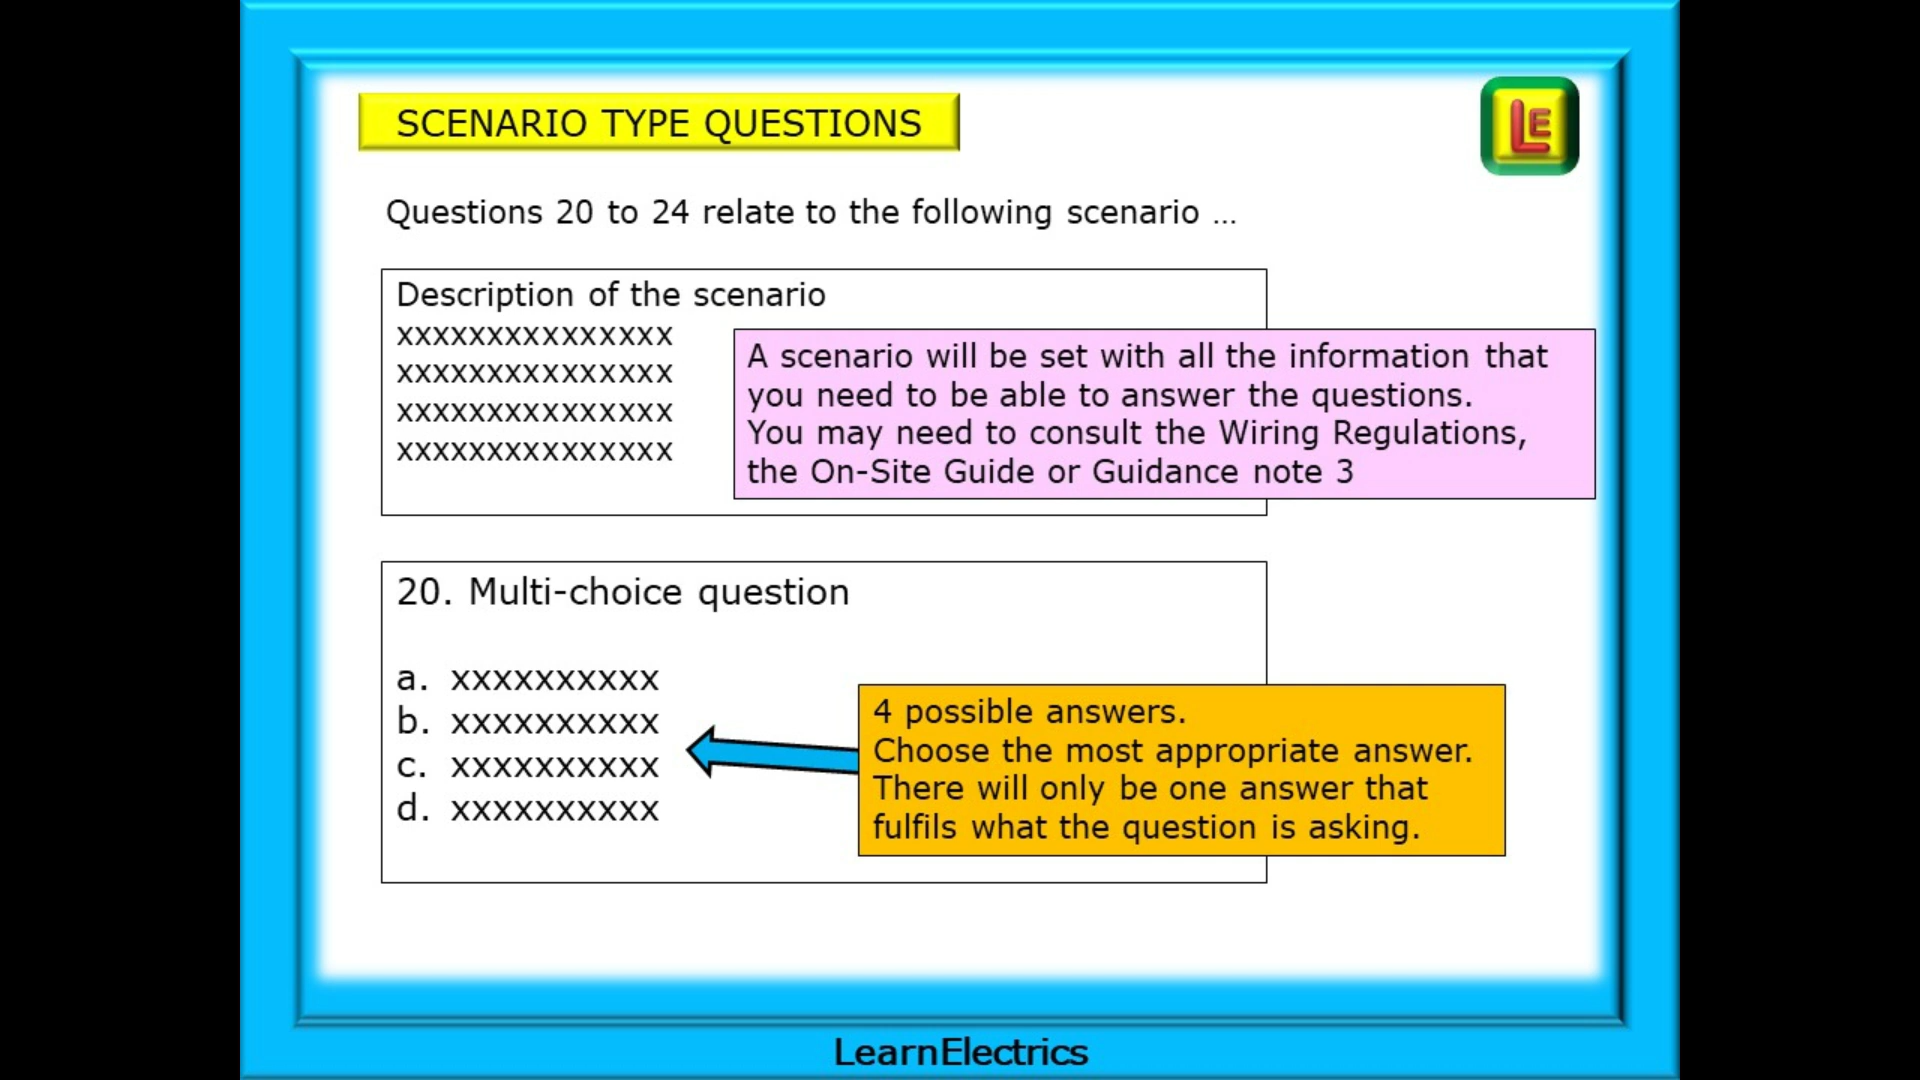 SCENARIO TYPE QUESTIONS
LE
Questions 20 to 24 relate to the following scenario ...
Description of the scenario
xxxxxxxxxxxxxxx
xxxxxxxxxxxxxxx
xxxxxxxxxxxxxxx
xxxxxxxxxxxxxxx
A scenario will be set with all the information that
you need to be able to answer the questions.
You may need to consult the Wiring Regulations,
the On-Site Guide or Guidance note 3
20. Multi-choice question
a. xxxxxxxxxx
b. xxxxxxxxxx
c. xxxxxxxxxx
d. xxxxxxxxxx
4 possible answers.
Choose the most appropriate answer.
There will only be one answer that
fulfils what the question is asking.
LearnElectrics